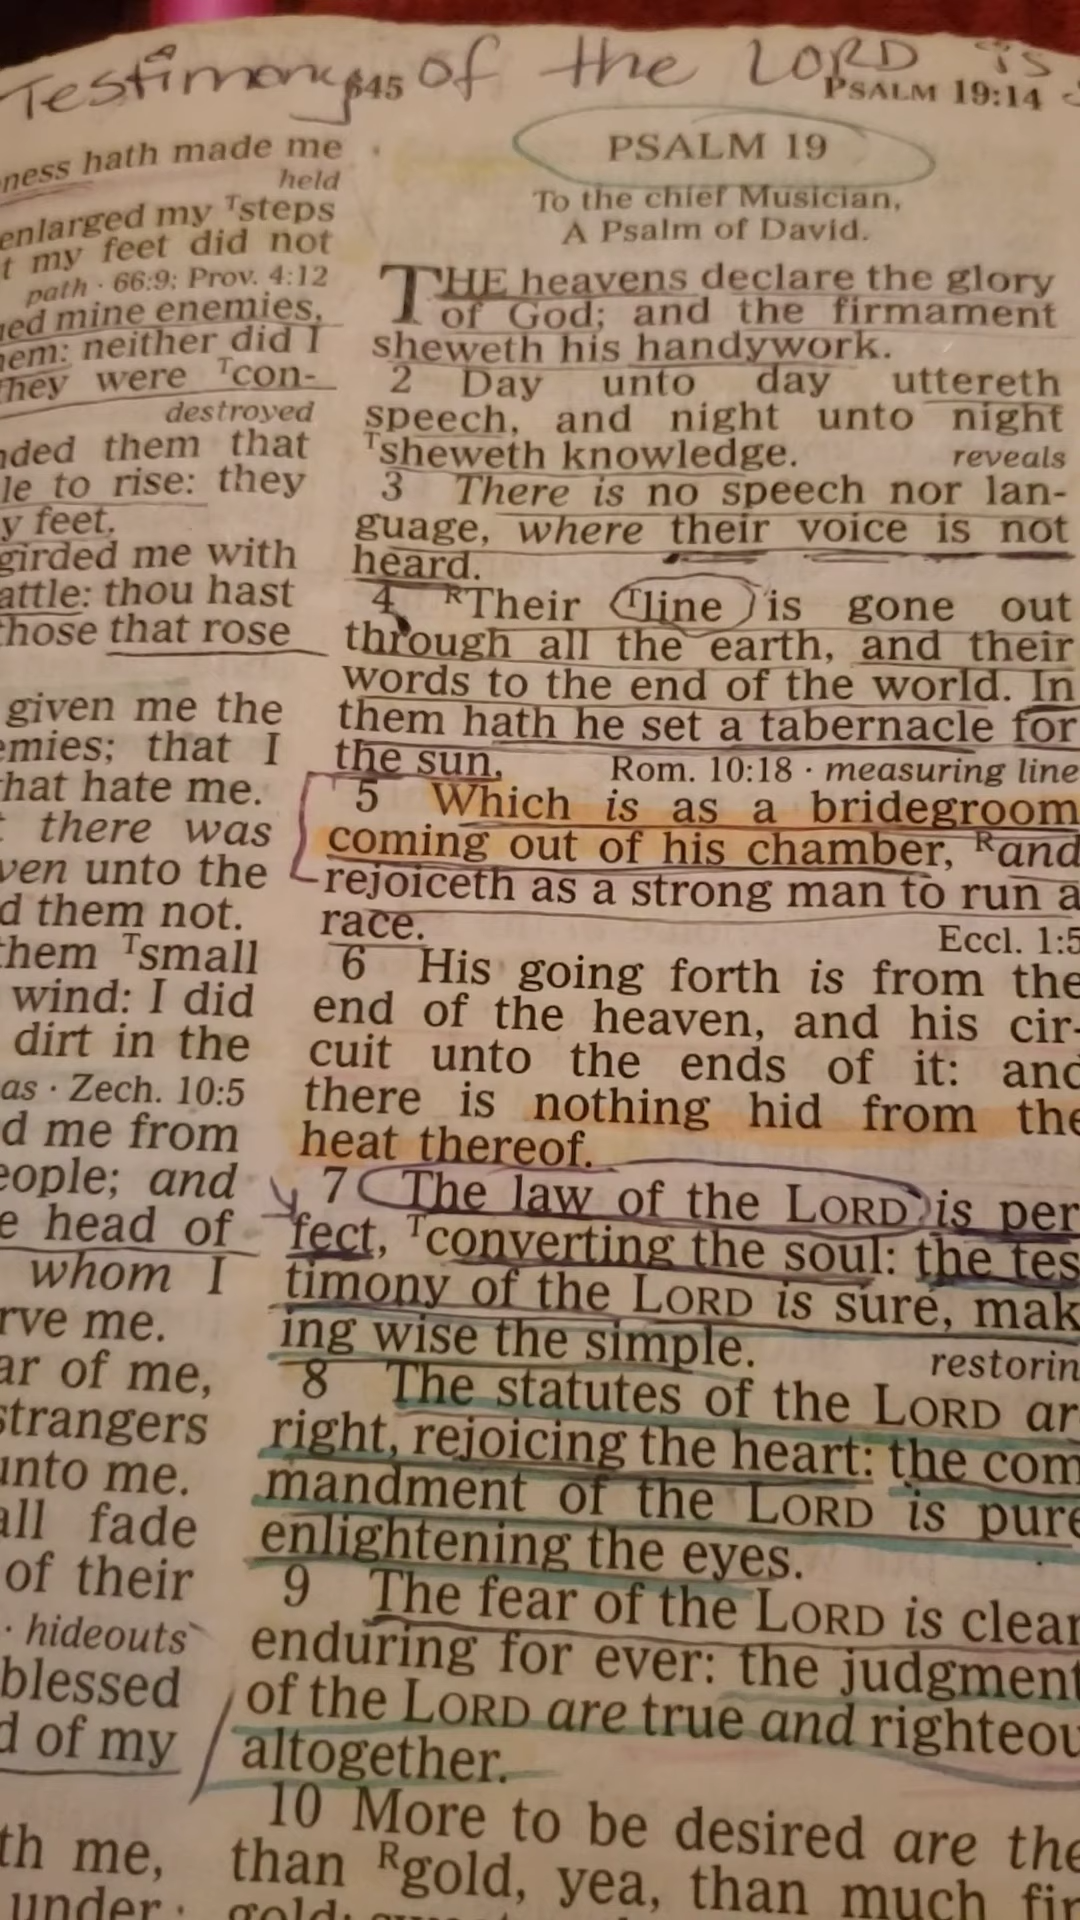 Testimony of the LORD is
645
PSALM 19:14
ness hath made me
held
enlarged my ᵀsteps
t my feet did not
path · 66:9; Prov. 4:12
ned mine enemies,
hem: neither did I
they were ᵀcon-
destroyed
nded them that
le to rise: they
y feet.
girded me with
attle: thou hast
those that rose
given me the
emies; that I
that hate me.
there was
ven unto the
d them not.
them ᵀsmall
wind: I did
dirt in the
as · Zech. 10:5
d me from
eople; and
e head of
whom I
rve me.
ar of me,
strangers
unto me.
all fade
of their
· hideouts
blessed
d of my
th me,
under
PSALM 19
To the chief Musician,
A Psalm of David.
THE heavens declare the glory
of God; and the firmament
sheweth his handywork.
2 Day unto day uttereth
speech, and night unto night
ᵀsheweth knowledge. reveals
3 There is no speech nor lan-
guage, where their voice is not
heard.
4 ᴿTheir ᵀline is gone out
through all the earth, and their
words to the end of the world. In
them hath he set a tabernacle for
the sun, Rom. 10:18 · measuring line
5 Which is as a bridegroom
coming out of his chamber, ᴿand
rejoiceth as a strong man to run a
race. Eccl. 1:5
6 His going forth is from the
end of the heaven, and his cir-
cuit unto the ends of it: and
there is nothing hid from the
heat thereof.
7 The law of the LORD is per
fect, ᵀconverting the soul: the tes
timony of the LORD is sure, mak
ing wise the simple. restorin
8 The statutes of the LORD ar
right, rejoicing the heart: the com
mandment of the LORD is pure
enlightening the eyes.
9 The fear of the LORD is clean
enduring for ever: the judgment
of the LORD are true and righteou
altogether.
10 More to be desired are the
than ᴿgold, yea, than much fin
gold: